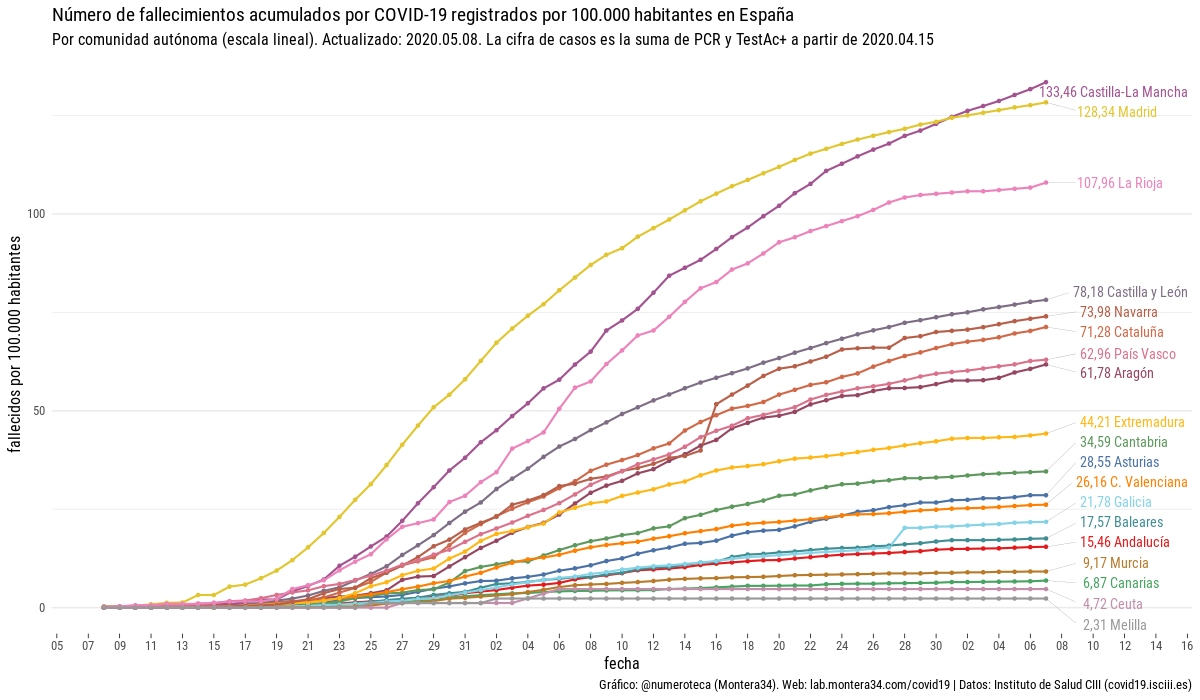 Número de fallecimientos acumulados por COVID-19 registrados por 100.000 habitantes en España
Por comunidad autónoma (escala lineal). Actualizado: 2020.05.08. La cifra de casos es la suma de PCR y TestAc+ a partir de 2020.04.15
fallecidos por 100.000 habitantes
100
50
0
133,46 Castilla-La Mancha
128,34 Madrid
107,96 La Rioja
78,18 Castilla y León
73,98 Navarra
71,28 Cataluña
62,96 País Vasco
61,78 Aragón
44,21 Extremadura
34,59 Cantabria
28,55 Asturias
26,16 C. Valenciana
21,78 Galicia
17,57 Baleares
15,46 Andalucía
9,17 Murcia
6,87 Canarias
4,72 Ceuta
2,31 Melilla
05 07 09 11 13 15 17 19 21 23 25 27 29 31 02 04 06 08 10 12 14 16 18 20 22 24 26 28 30 02 04 06 08 10 12 14 16
fecha
Gráfico: @numeroteca (Montera34). Web: lab.montera34.com/covid19 | Datos: Instituto de Salud CIII (covid19.isciii.es)